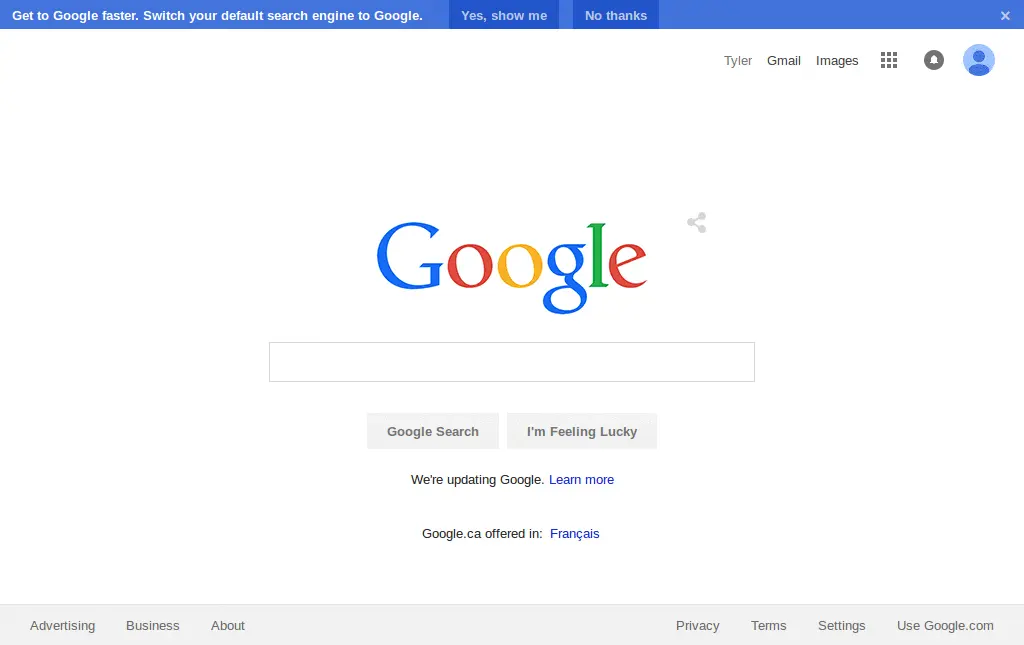 Get to Google faster. Switch your default search engine to Google. Yes, show me No thanks ×
Tyler Gmail Images
Google
Google Search I'm Feeling Lucky
We're updating Google. Learn more
Google.ca offered in: Français
Advertising Business About Privacy Terms Settings Use Google.com